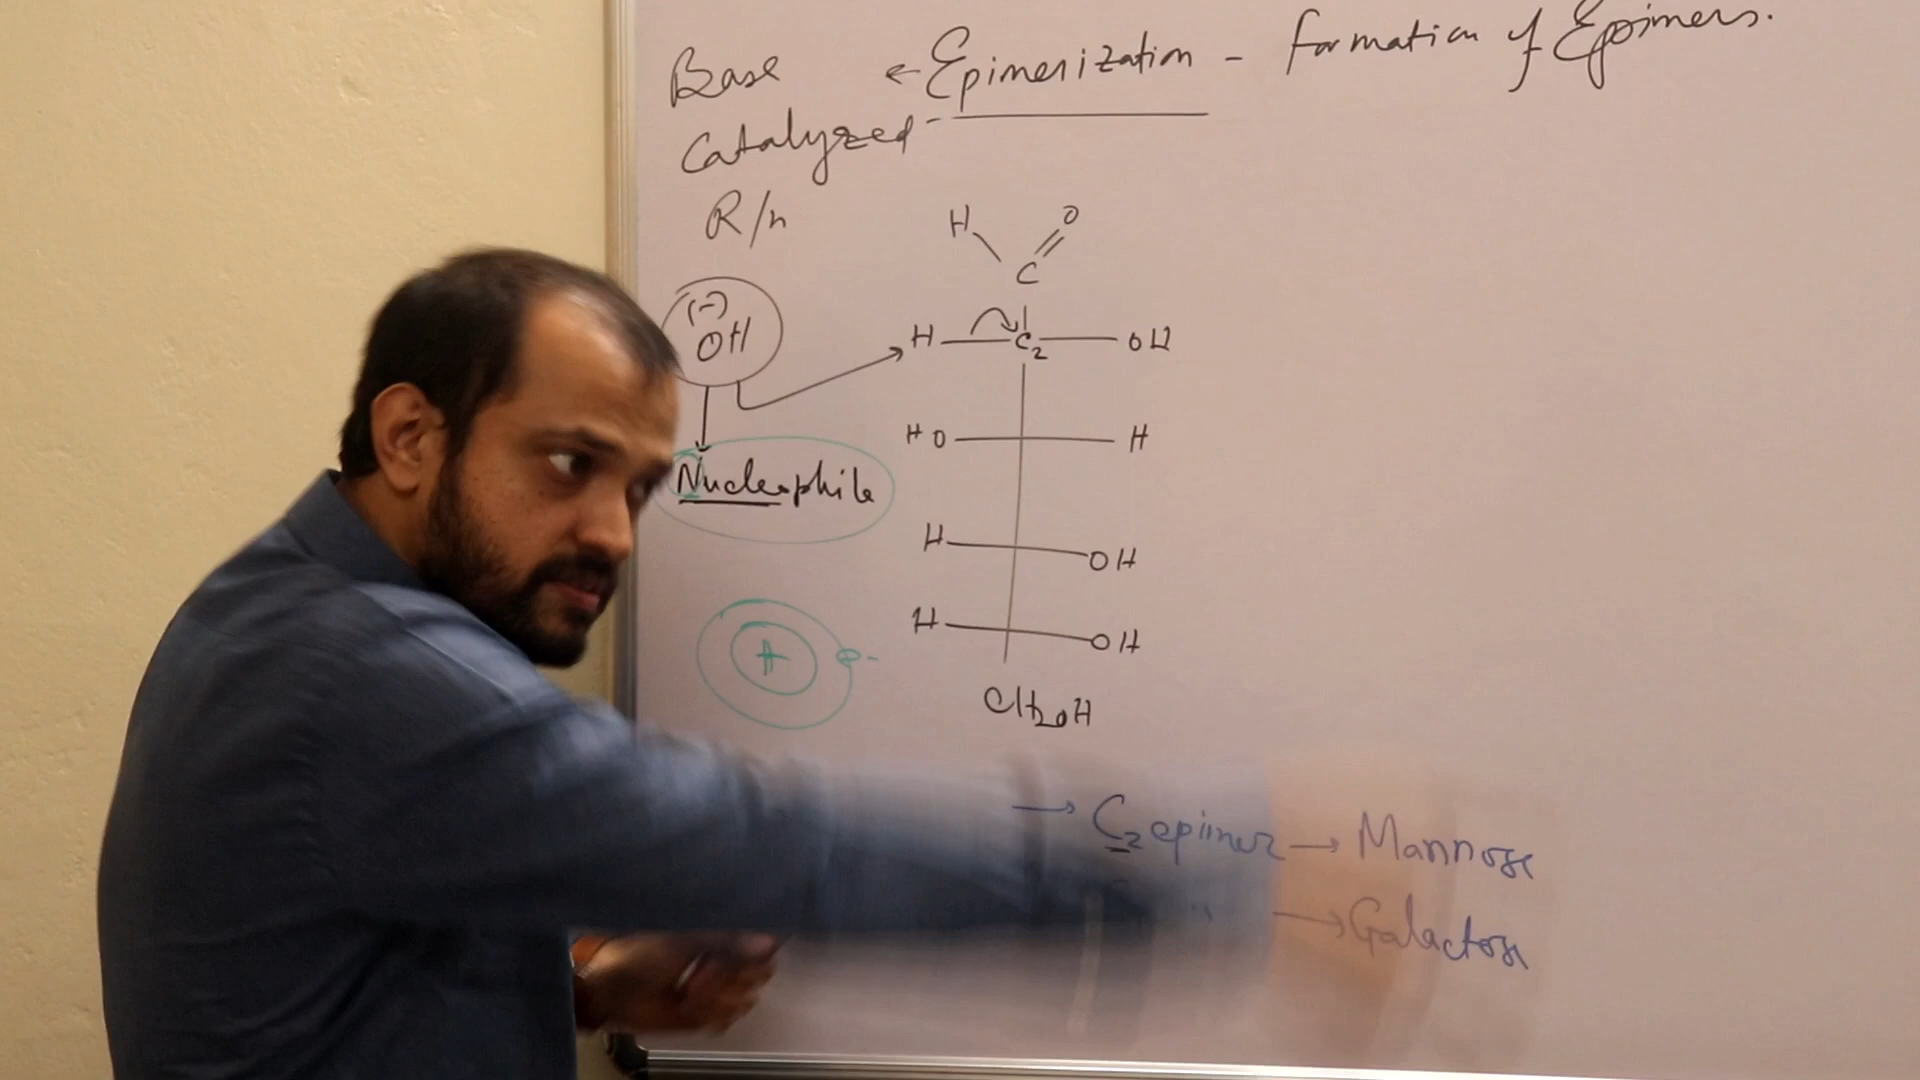 Base ← Epimerization - Formation of Epimers.
Catalyzed
R/n
H O
C
(-)
OH
H C2 OH
HO H
Nucleophile
H OH
+ e-
H OH
CH2OH
→ C2 epimer → Mannose
→ Galactose